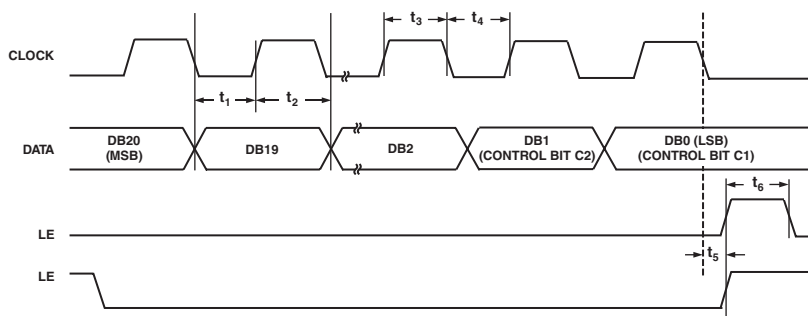 t3
t4
CLOCK
t1
t2
DATA
DB20
(MSB)
DB19
DB2
DB1
(CONTROL BIT C2)
DB0 (LSB)
(CONTROL BIT C1)
t6
LE
t5
LE